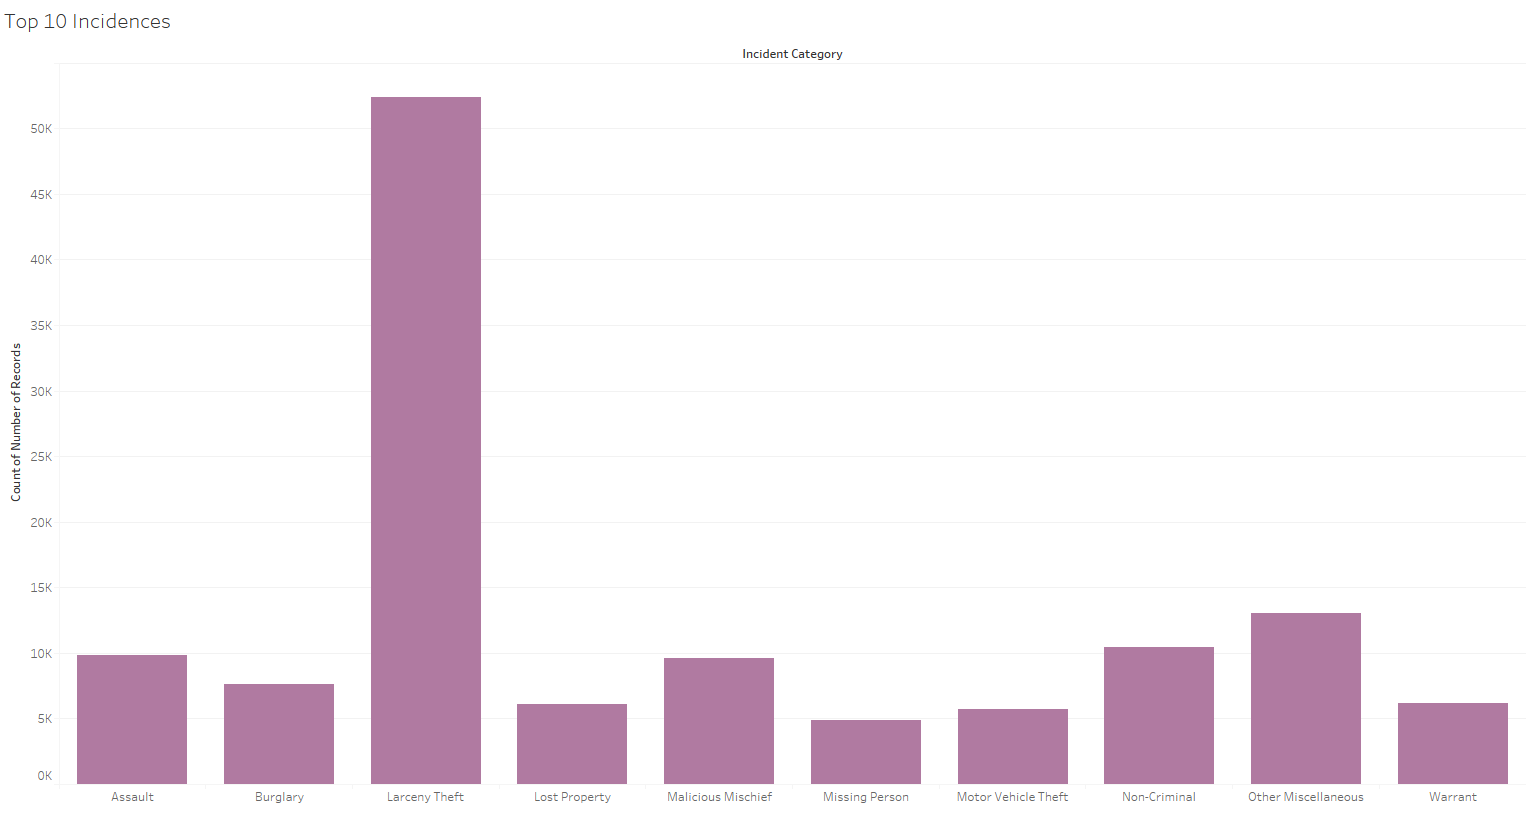 Top 10 Incidences
Incident Category
50K
45K
40K
35K
30K
25K
20K
15K
10K
5K
0K
Count of Number of Records
Assault
Burglary
Larceny Theft
Lost Property
Malicious Mischief
Missing Person
Motor Vehicle Theft
Non-Criminal
Other Miscellaneous
Warrant